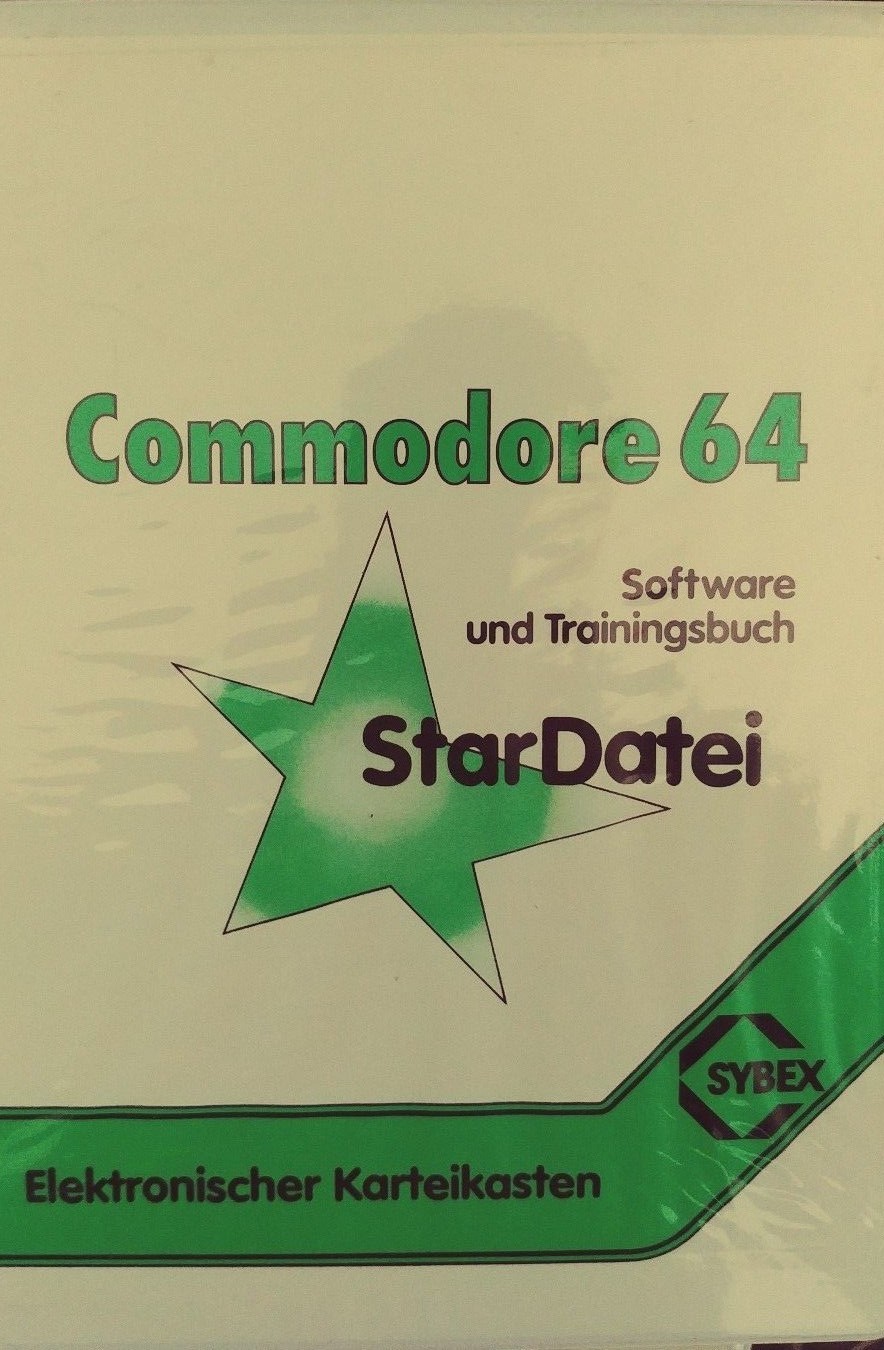 Commodore 64
Software
und Trainingsbuch
StarDatei
SYBEX
Elektronischer Karteikasten